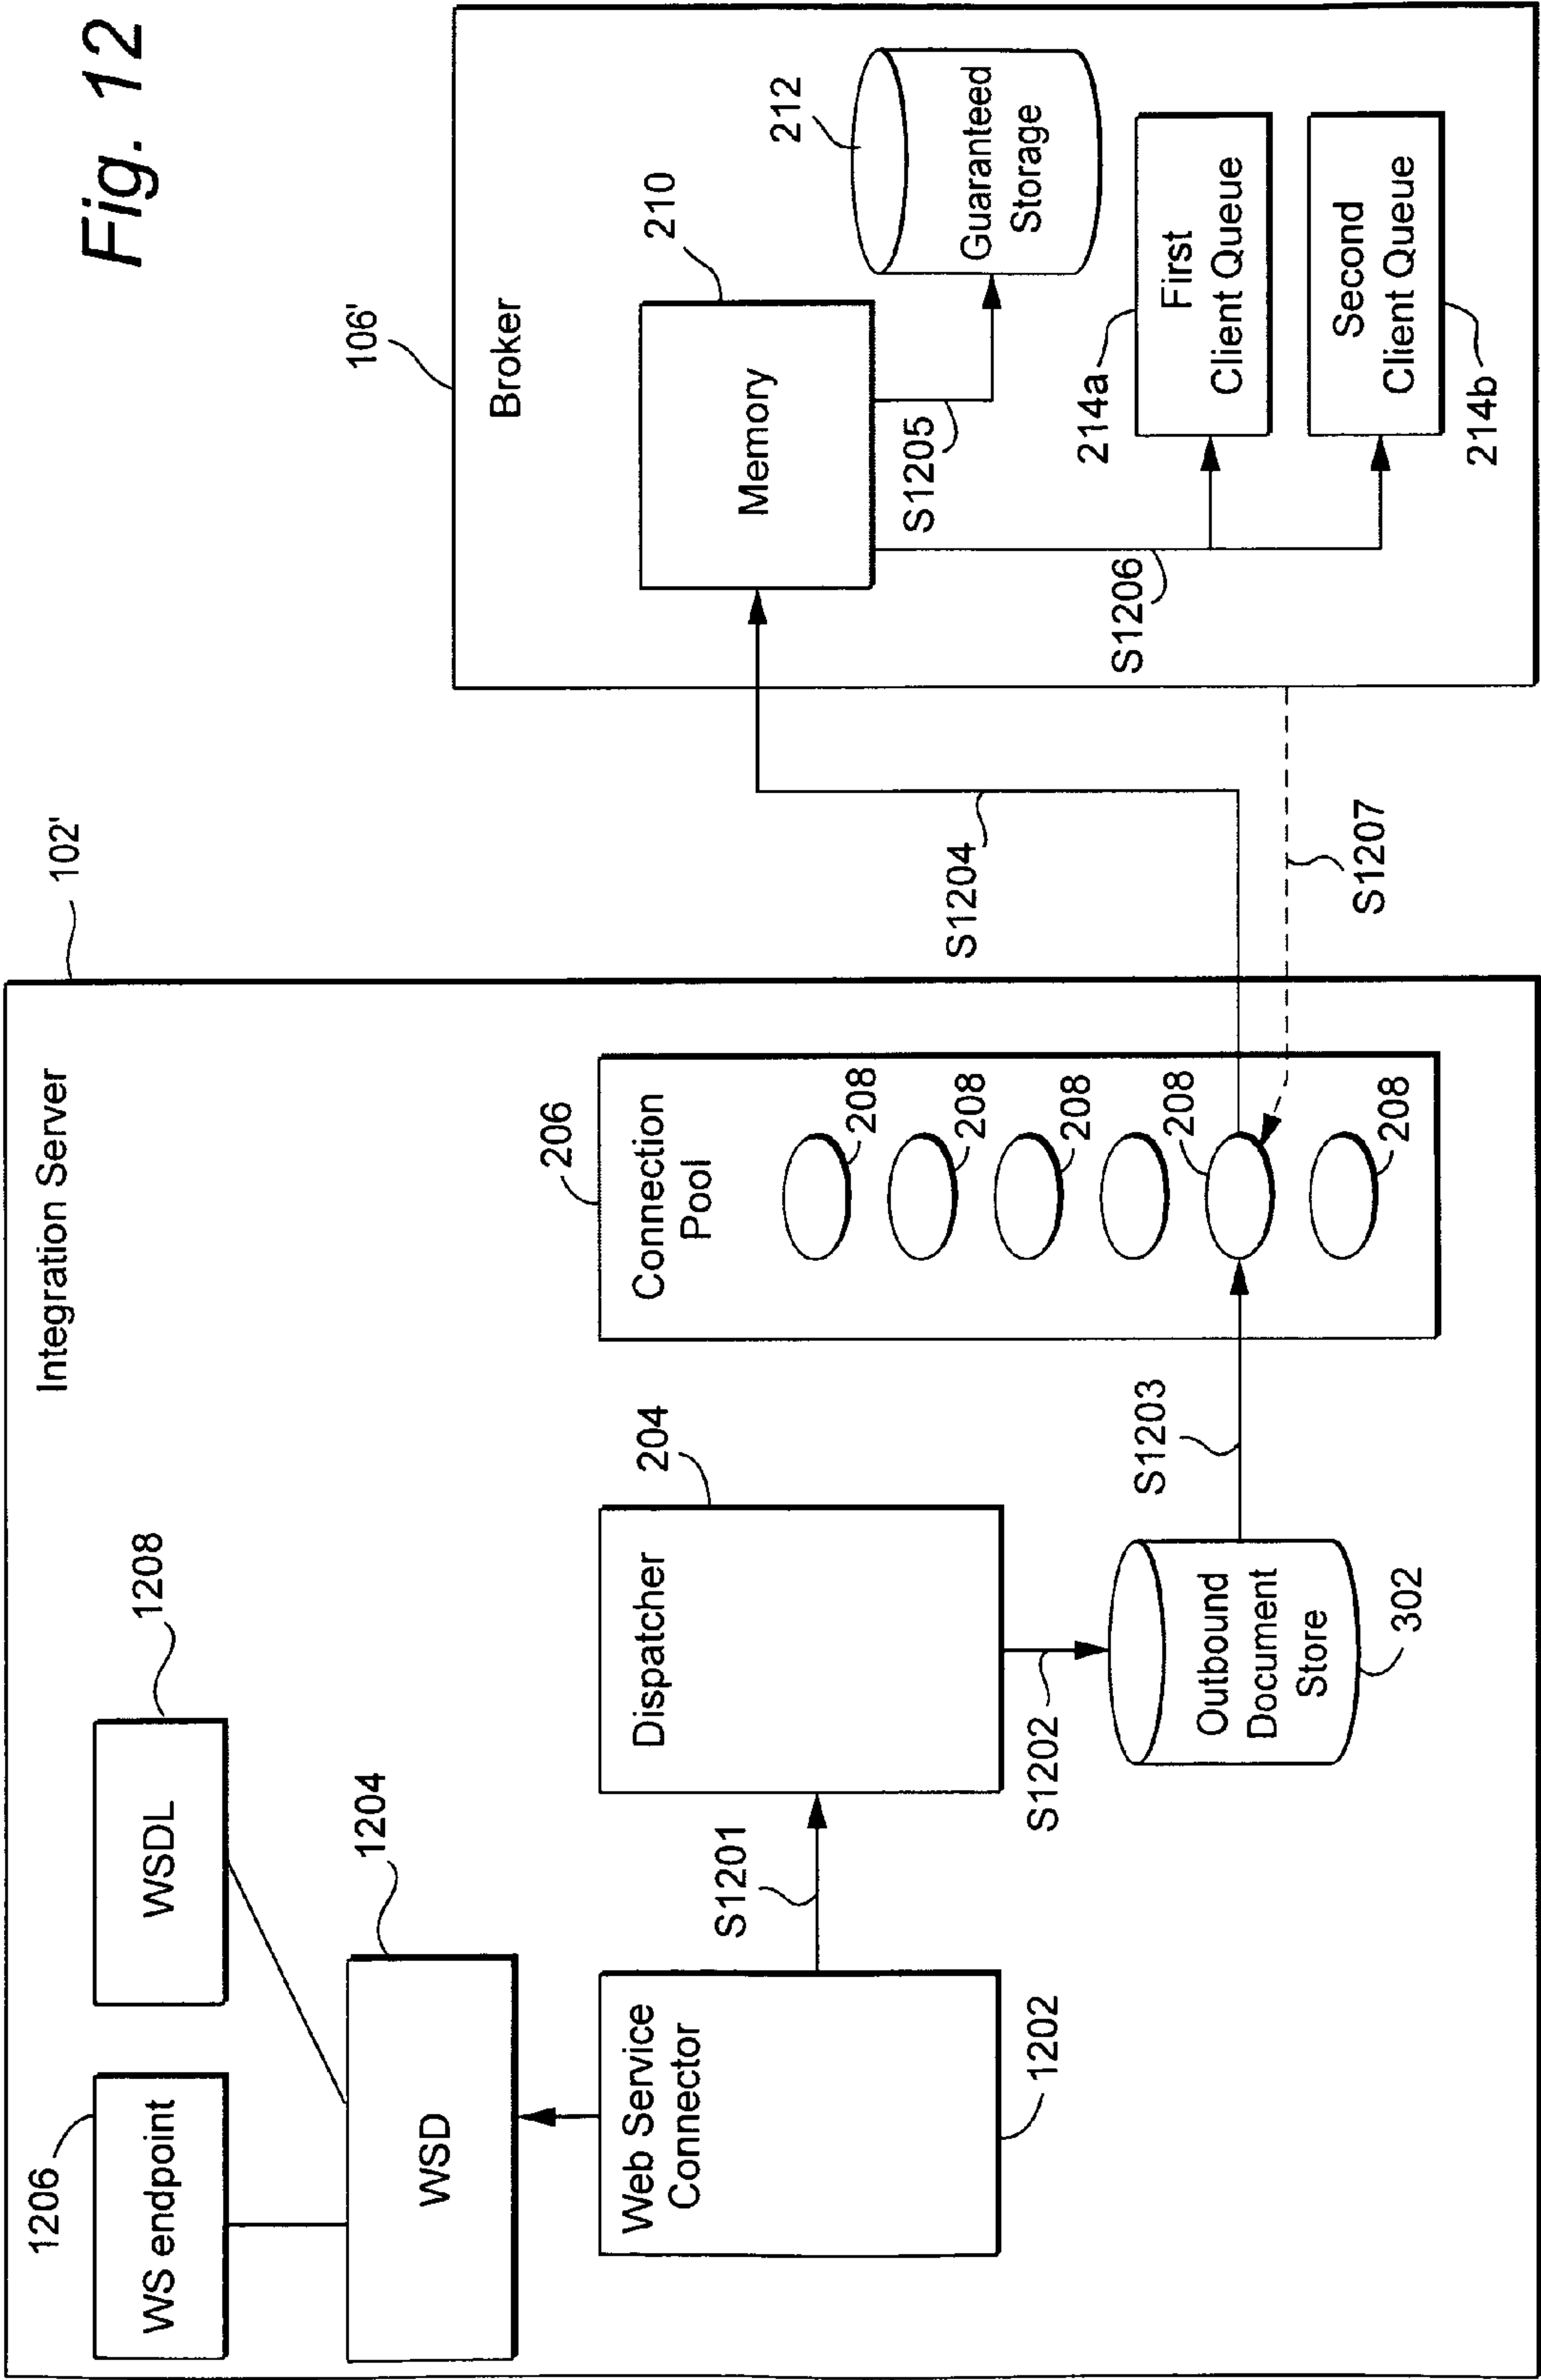 Fig. 12
102'
Integration Server
1206
WS endpoint
1208
WSDL
1204
WSD
Web Service
Connector
1202
S1201
204
Dispatcher
S1202
Outbound
Document
Store
302
S1203
206
Connection
Pool
208
208
208
208
208
S1204
S1207
106'
Broker
210
Memory
212
Guaranteed
Storage
S1205
S1206
214a
First
Client Queue
Second
Client Queue
214b